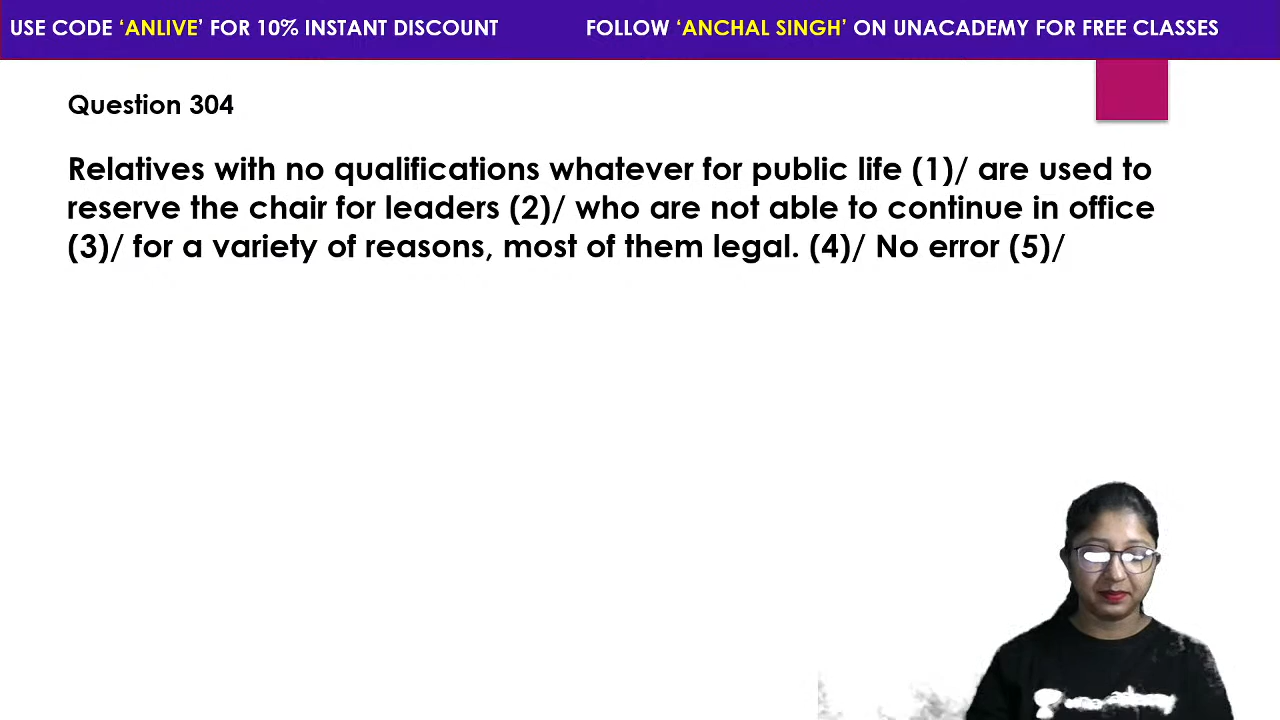 USE CODE ‘ANLIVE’ FOR 10% INSTANT DISCOUNT
FOLLOW ‘ANCHAL SINGH’ ON UNACADEMY FOR FREE CLASSES
Question 304
Relatives with no qualifications whatever for public life (1)/ are used to
reserve the chair for leaders (2)/ who are not able to continue in office
(3)/ for a variety of reasons, most of them legal. (4)/ No error (5)/